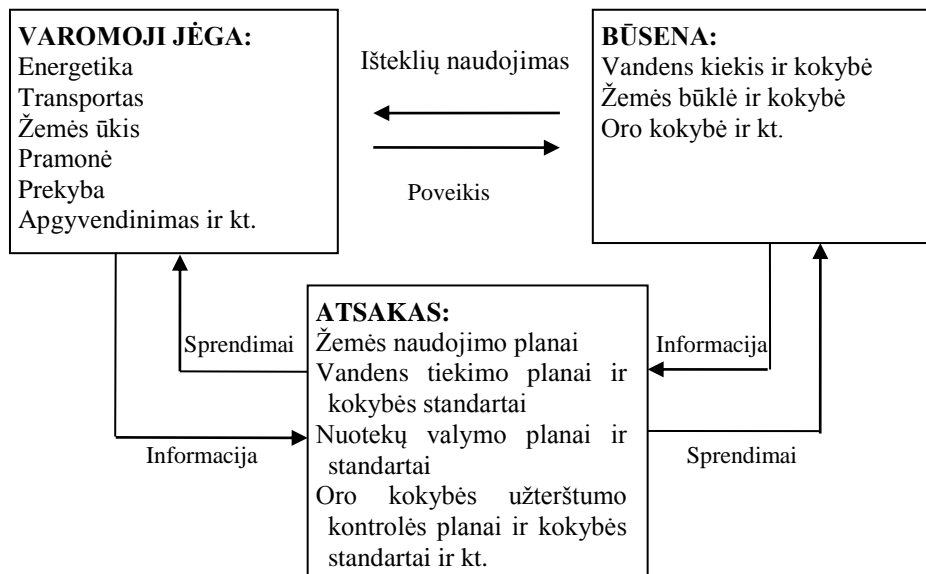 VAROMOJI JĖGA:
Energetika
Transportas
Žemės ūkis
Pramonė
Prekyba
Apgyvendinimas ir kt.
Išteklių naudojimas
Poveikis
BŪSENA:
Vandens kiekis ir kokybė
Žemės būklė ir kokybė
Oro kokybė ir kt.
Sprendimai
Informacija
ATSAKAS:
Žemės naudojimo planai
Vandens tiekimo planai ir
kokybės standartai
Nuotekų valymo planai ir
standartai
Oro kokybės užterštumo
kontrolės planai ir kokybės
standartai ir kt.
Informacija
Sprendimai